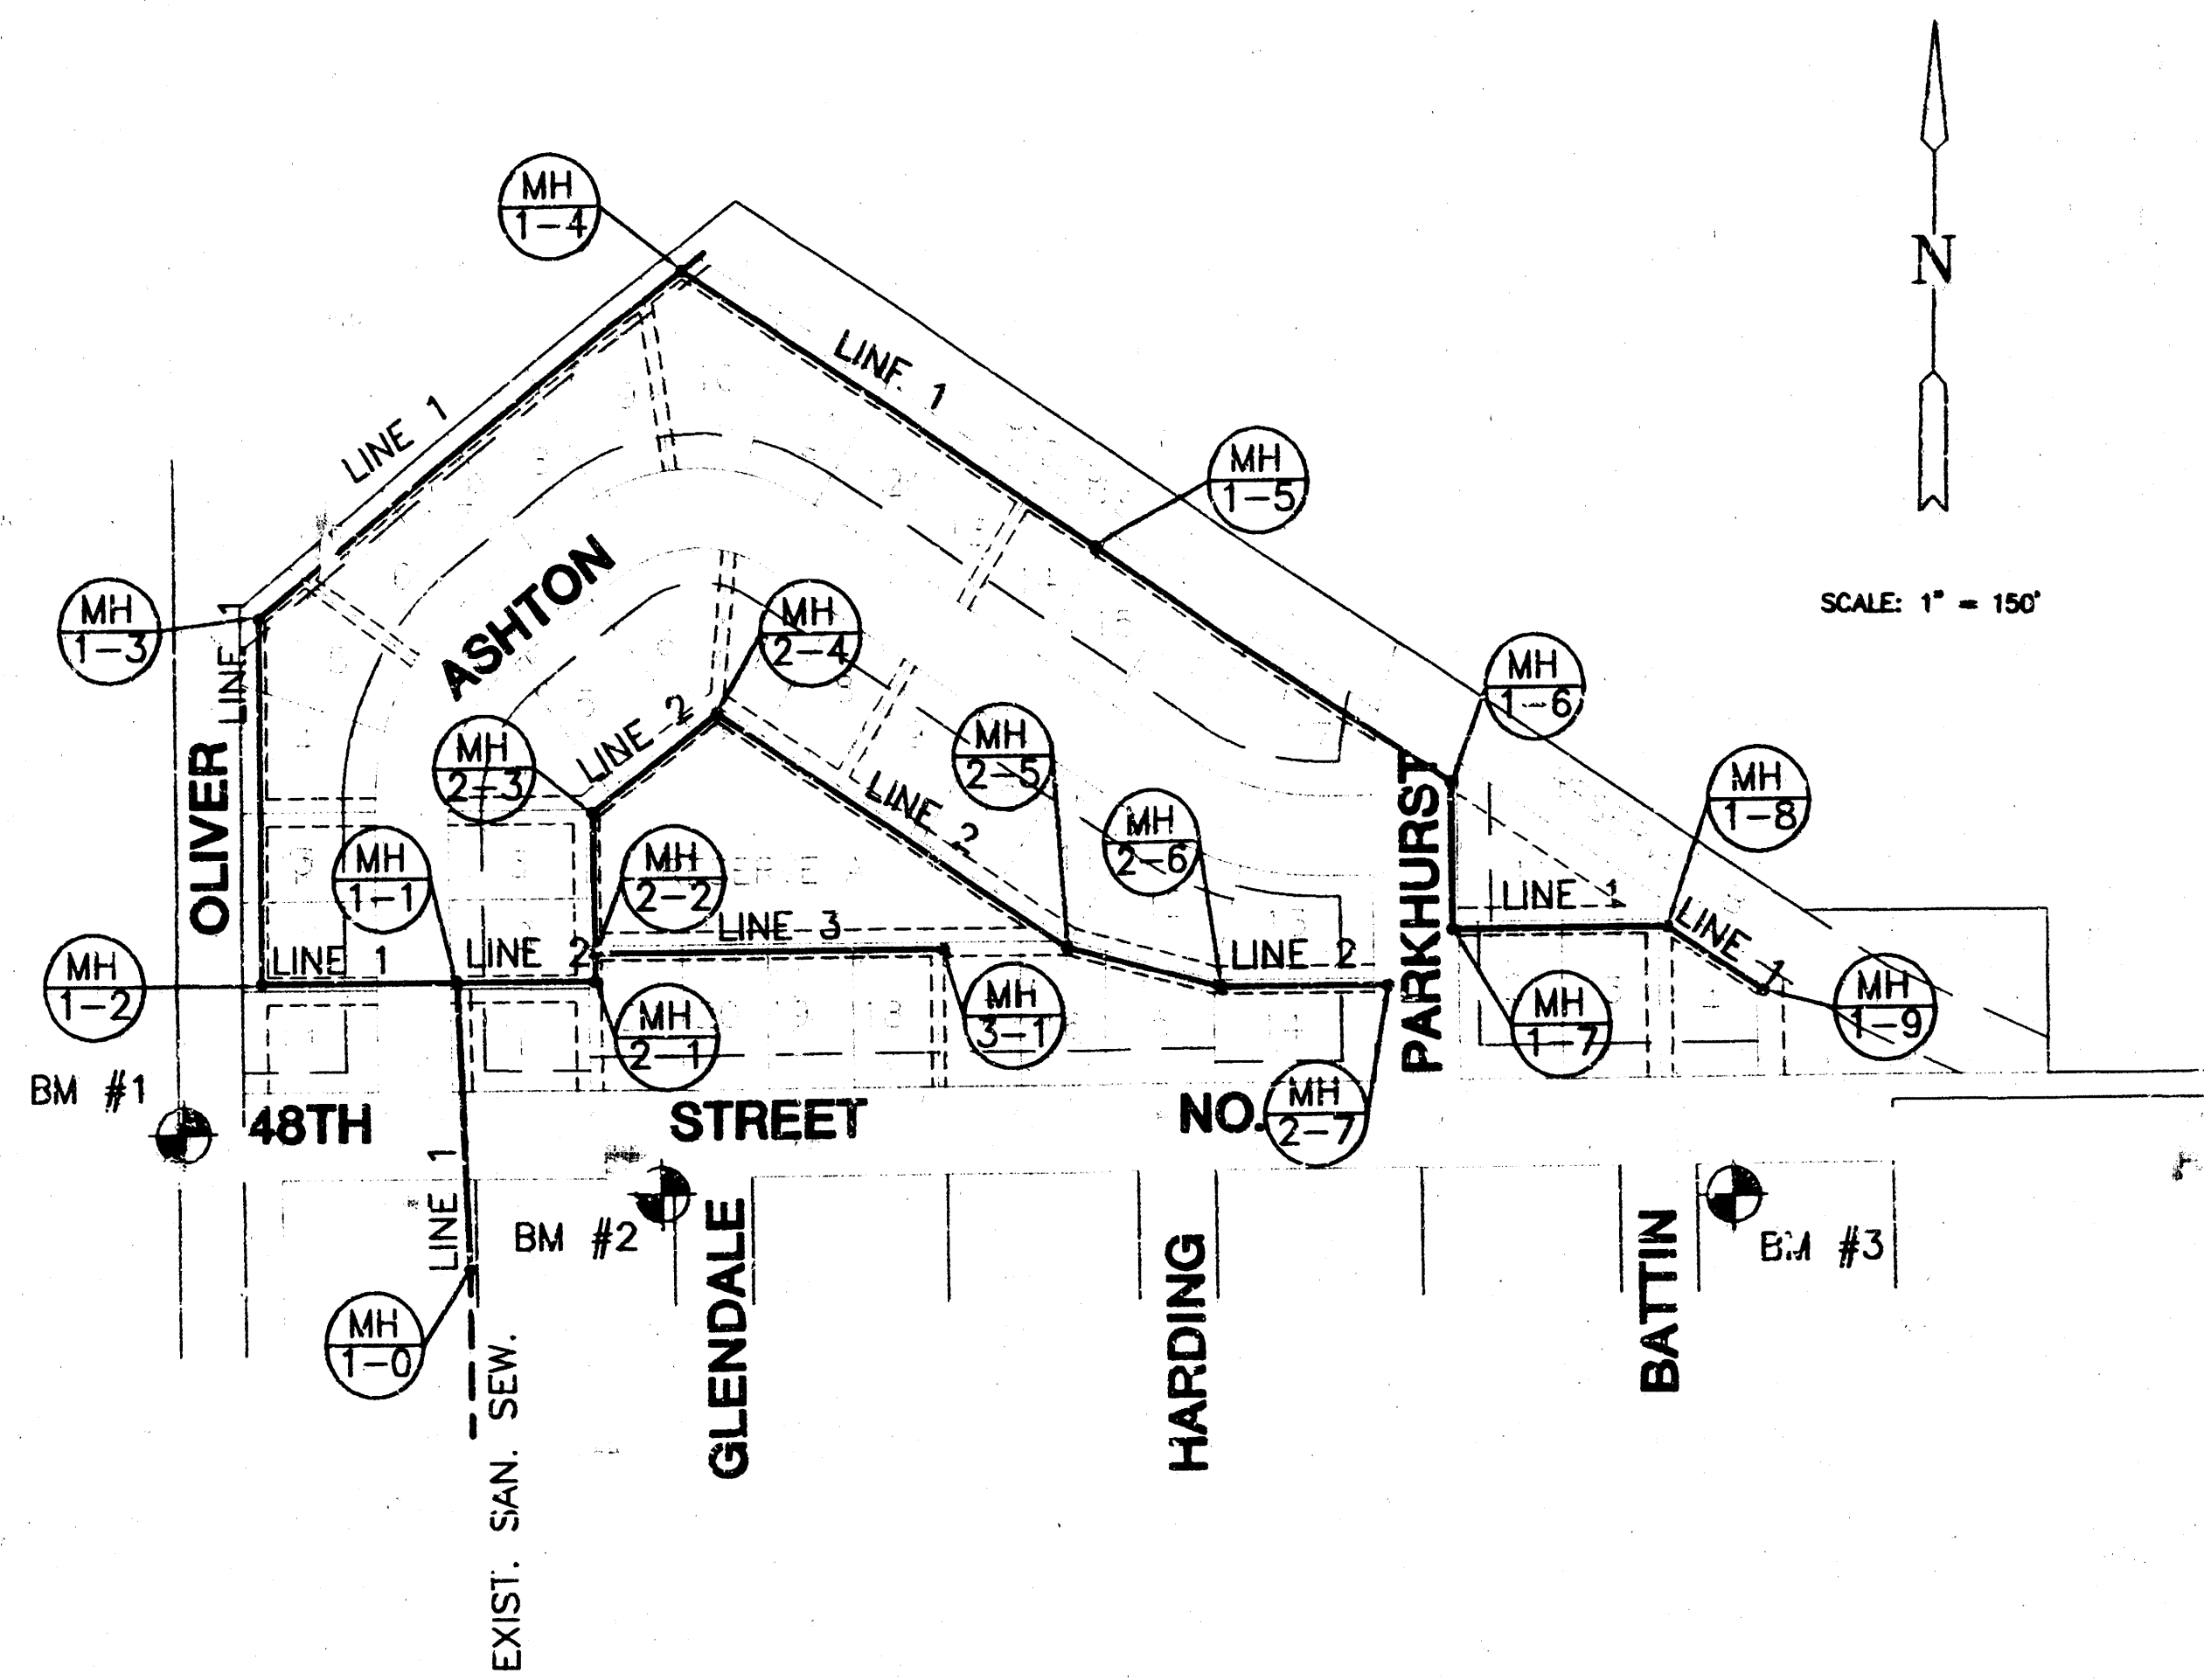 MH
1-4
N
LINE 1
LINE 1
MH
1-5
SCALE: 1" = 150'
MH
1-3
LINE 1
ASHTON
MH
2-4
MH
1-6
OLIVER
MH
2-3
LINE 2
MH
2-5
PARKHURST
MH
1-8
LINE 2
MH
2-6
MH
1-1
MH
2-2
LINE 3
LINE 1
LINE 1
LINE 1
LINE 2
LINE 2
MH
1-2
MH
2-1
MH
3-1
14
MH
1-7
MH
1-9
BM #1
48TH STREET NO.
MH
2-7
LINE 1
BM #2
GLENDALE
HARDING
BATTIN
BM #3
MH
1-0
EXIST. SAN. SEW.